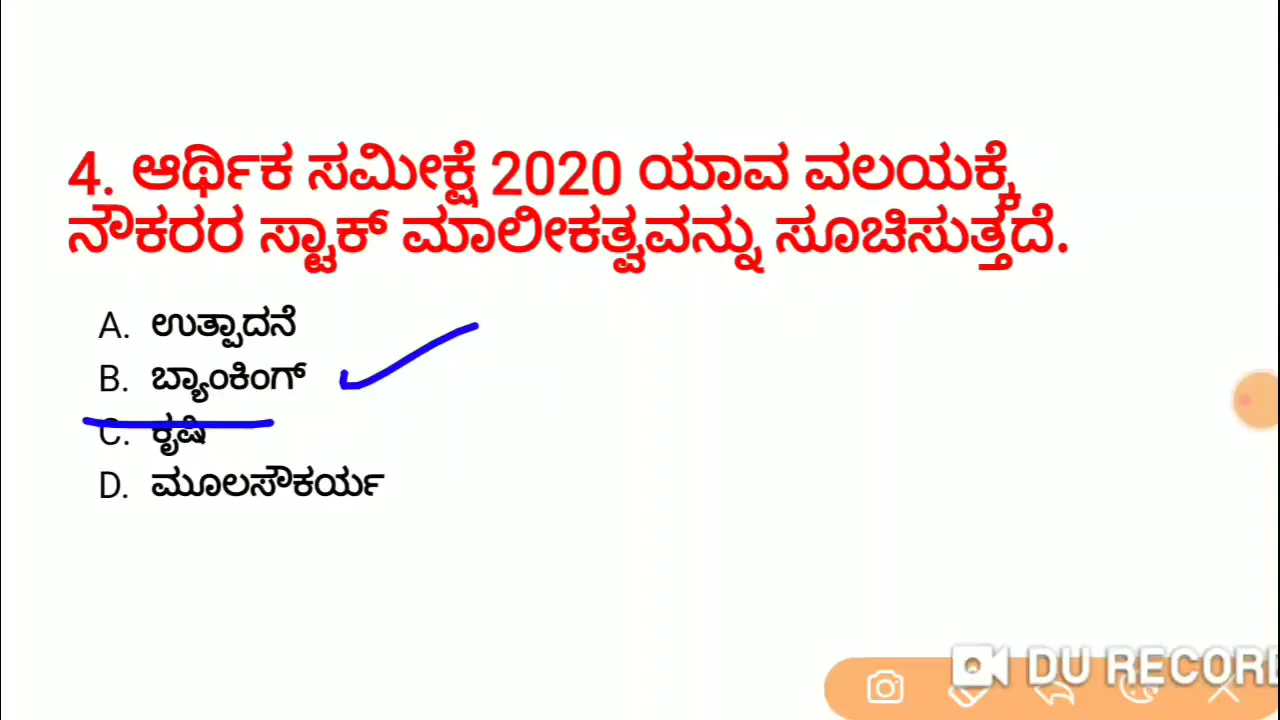 4. ಆರ್ಥಿಕ ಸಮೀಕ್ಷೆ 2020 ಯಾವ ವಲಯಕ್ಕೆ
ನೌಕರರ ಸ್ಟಾಕ್ ಮಾಲೀಕತ್ವವನ್ನು ಸೂಚಿಸುತ್ತದೆ.
A. ಉತ್ಪಾದನೆ
B. ಬ್ಯಾಂಕಿಂಗ್
C. ಕೃಷಿ
D. ಮೂಲಸೌಕರ್ಯ
DU RECORD